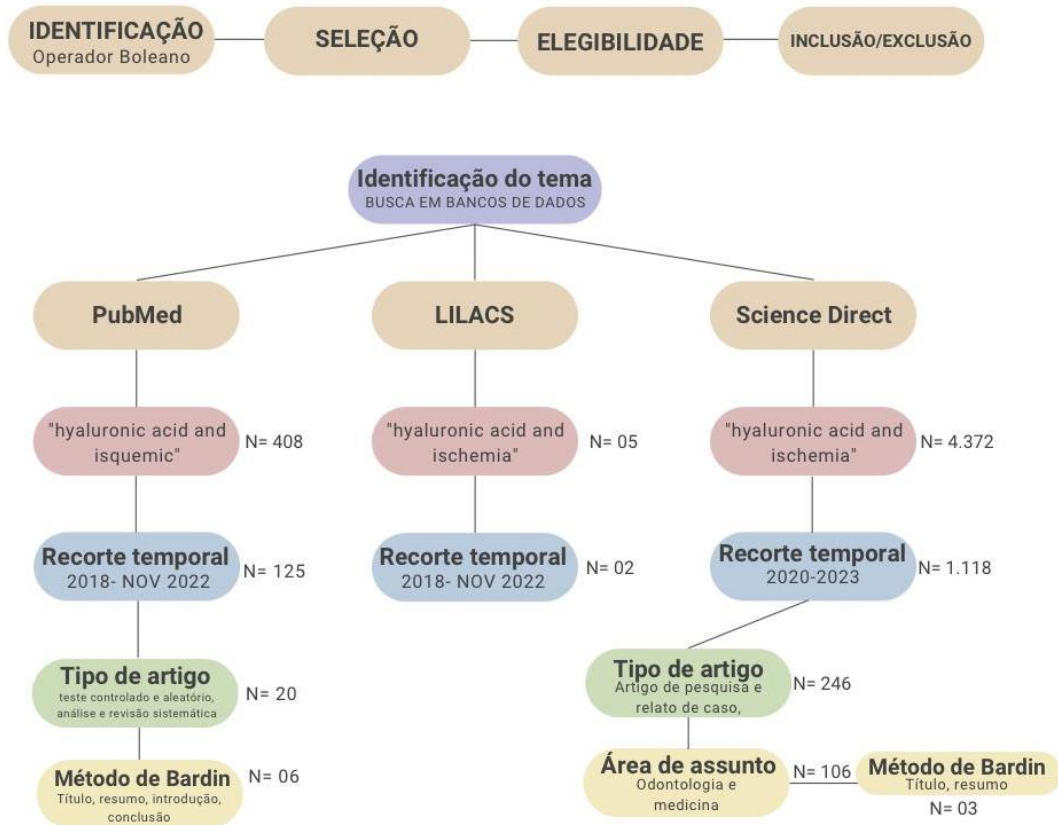 IDENTIFICAÇÃO
Operador Boleano
SELEÇÃO
ELEGIBILIDADE
INCLUSÃO/EXCLUSÃO
Identificação do tema
BUSCA EM BANCOS DE DADOS
PubMed
LILACS
Science Direct
"hyaluronic acid and
isquemic"
N= 408
"hyaluronic acid and
ischemia"
N= 05
"hyaluronic acid and
ischemia"
N= 4.372
Recorte temporal
2018- NOV 2022
N= 125
Recorte temporal
2018- NOV 2022
N= 02
Recorte temporal
2020-2023
N= 1.118
Tipo de artigo
teste controlado e aleatório,
análise e revisão sistemática
N= 20
Tipo de artigo
Artigo de pesquisa e
relato de caso,
N= 246
Método de Bardin
Título, resumo, introdução,
conclusão
N= 06
Área de assunto
Odontologia e
medicina
N= 106
Método de Bardin
Título, resumo
N= 03